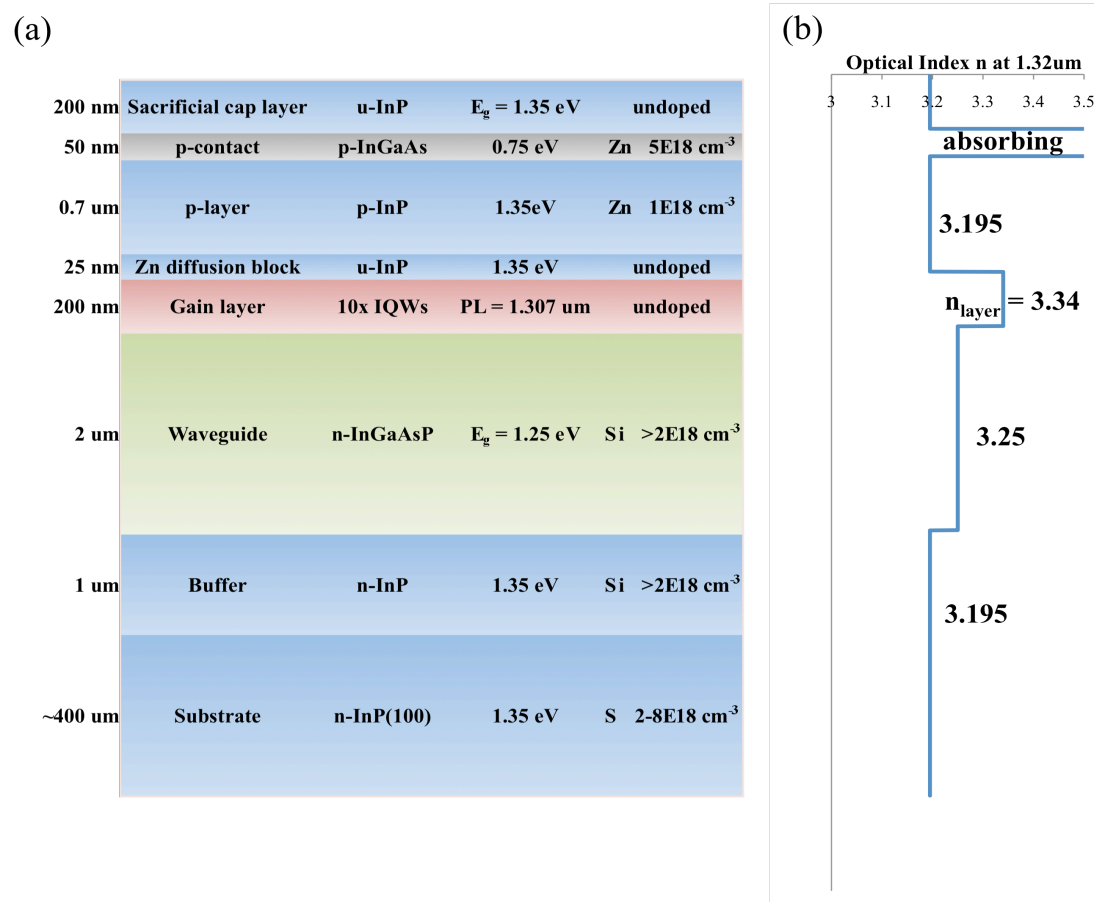 (a)
200 nm Sacrificial cap layer u-InP E_g = 1.35 eV undoped
50 nm p-contact p-InGaAs 0.75 eV Zn 5E18 cm^-3
0.7 um p-layer p-InP 1.35eV Zn 1E18 cm^-3
25 nm Zn diffusion block u-InP 1.35 eV undoped
200 nm Gain layer 10x IQWs PL = 1.307 um undoped
2 um Waveguide n-InGaAsP E_g = 1.25 eV Si >2E18 cm^-3
1 um Buffer n-InP 1.35 eV Si >2E18 cm^-3
~400 um Substrate n-InP(100) 1.35 eV S 2-8E18 cm^-3
(b)
Optical Index n at 1.32um
3 3.1 3.2 3.3 3.4 3.5
absorbing
3.195
n_layer = 3.34
3.25
3.195